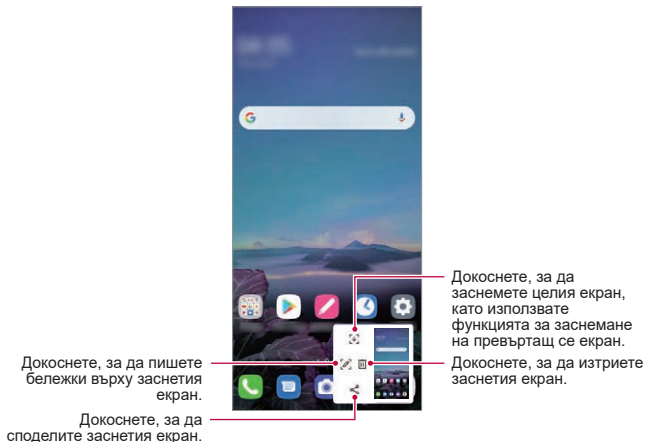 Докоснете, за да
заснемете целия екран,
като използвате
функцията за заснемане
на превъртащ се екран.
Докоснете, за да пишете
бележки върху заснетия
екран.
Докоснете, за да изтриете
заснетия екран.
Докоснете, за да
споделите заснетия екран.